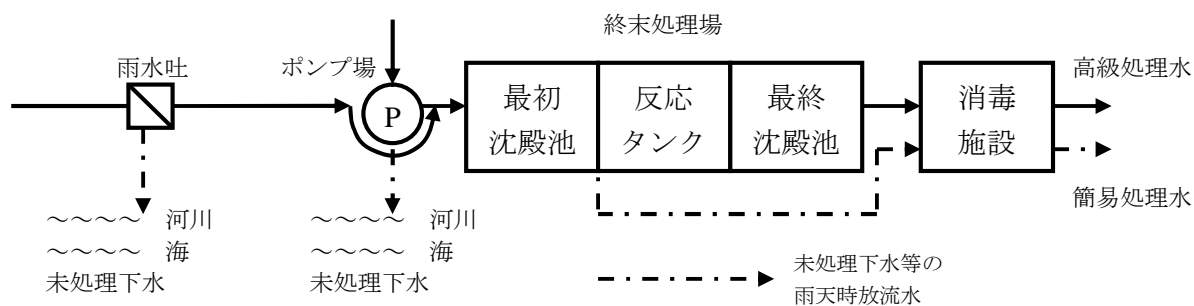 終末処理場
雨水吐
ポンプ場
P
最初
沈殿池
反応
タンク
最終
沈殿池
消毒
施設
高級処理水
簡易処理水
～～～～ 河川
～～～～ 海
未処理下水
～～～～ 河川
～～～～ 海
未処理下水
未処理下水等の
雨天時放流水